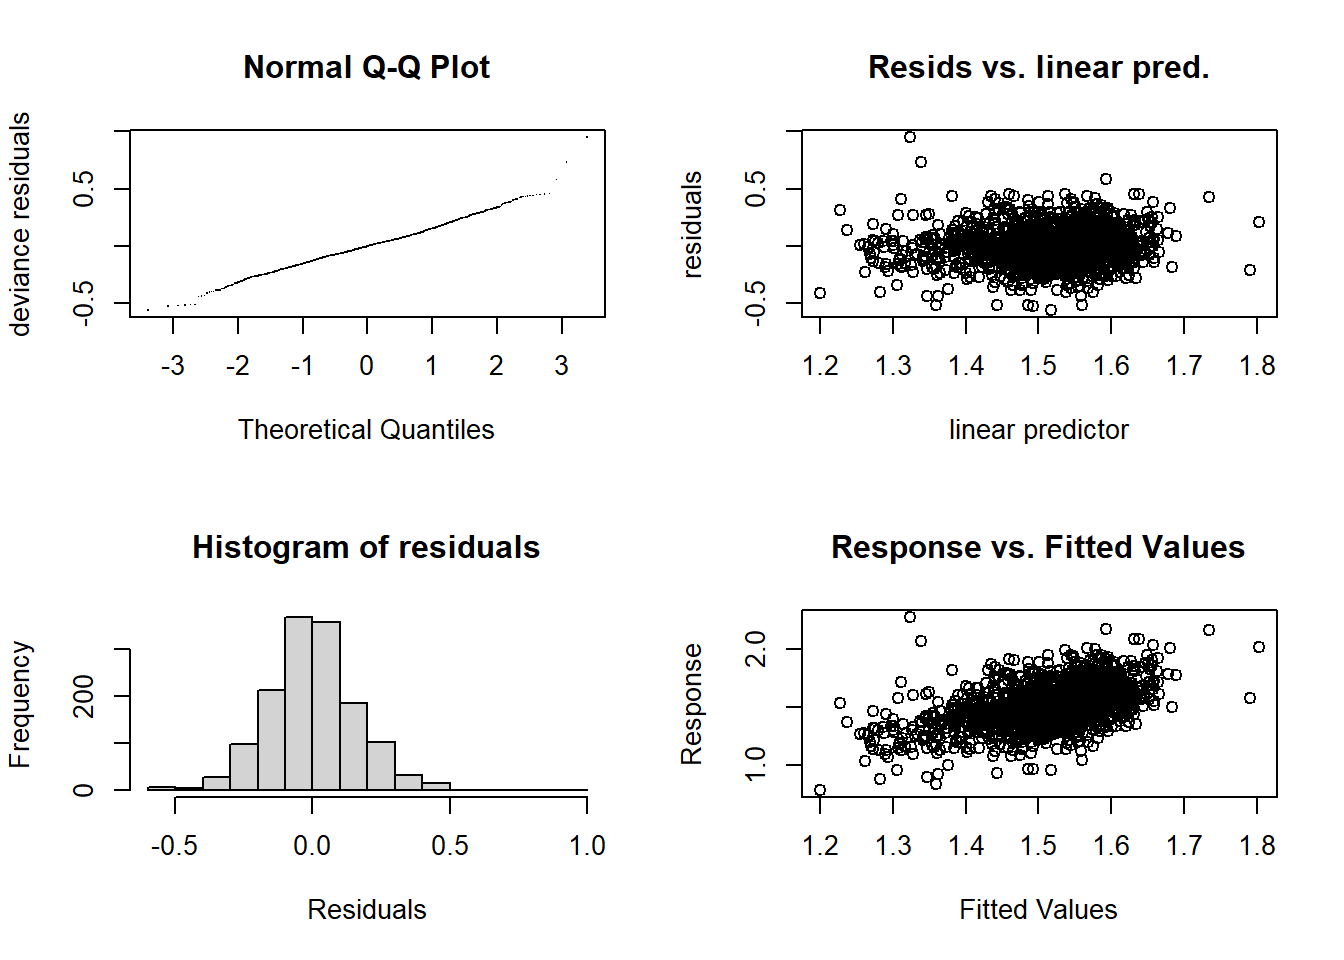 Normal Q-Q Plot
deviance residuals
-0.5 0.5
-3 -2 -1 0 1 2 3
Theoretical Quantiles
Resids vs. linear pred.
residuals
-0.5 0.5
1.2 1.3 1.4 1.5 1.6 1.7 1.8
linear predictor
Histogram of residuals
Frequency
0 200
-0.5 0.0 0.5 1.0
Residuals
Response vs. Fitted Values
Response
1.0 2.0
1.2 1.3 1.4 1.5 1.6 1.7 1.8
Fitted Values